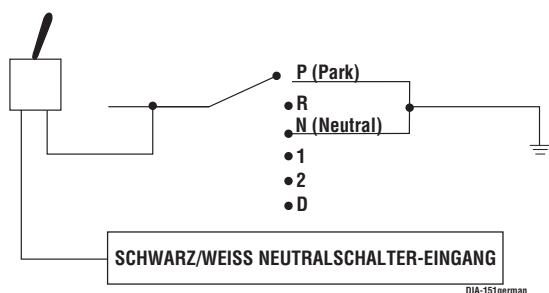 P (Park)
R
N (Neutral)
1
2
D
SCHWARZ/WEISS NEUTRALSCHALTER-EINGANG
DIA-151german